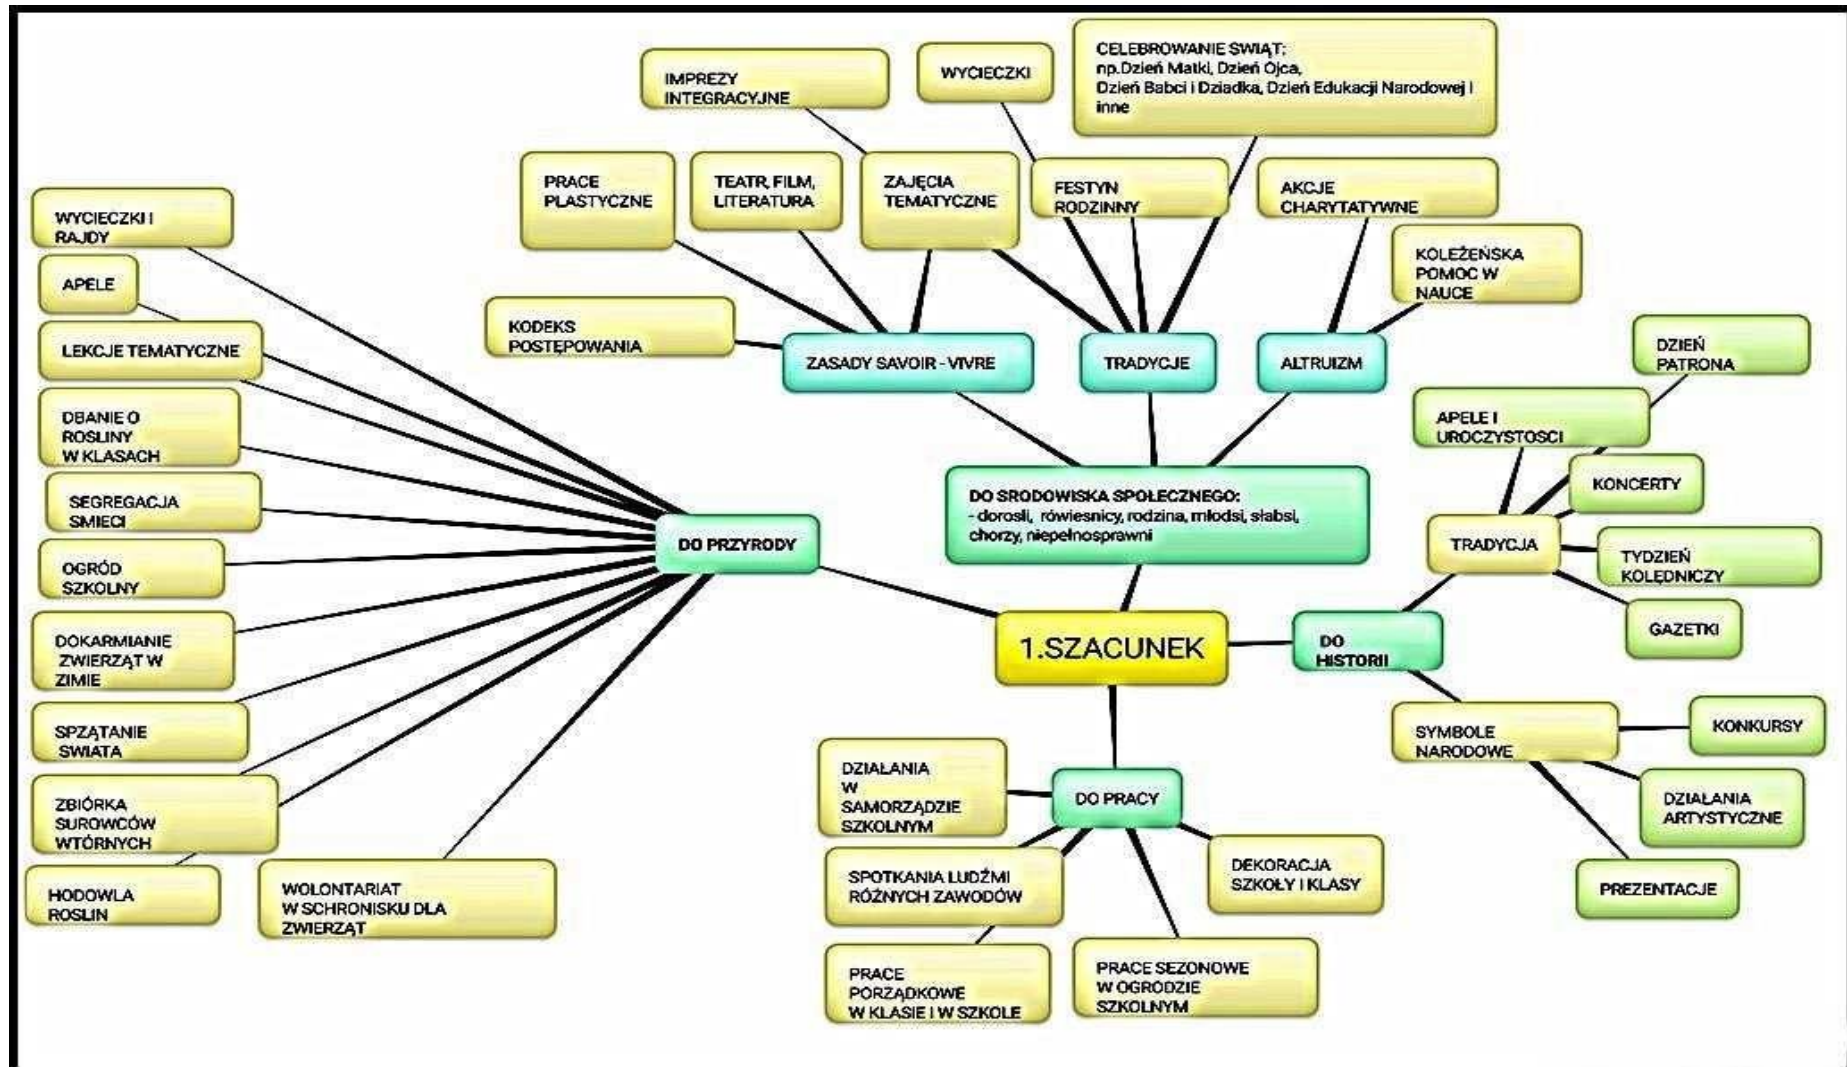 CELEBROWANIE ŚWIĄT:
np.Dzień Matki, Dzień Ojca,
Dzień Babci i Dziadka, Dzień Edukacji Narodowej i
inne
IMPREZY
INTEGRACYJNE
WYCIECZKI
PRACE
PLASTYCZNE
TEATR, FILM,
LITERATURA
ZAJĘCIA
TEMATYCZNE
FESTYN
RODZINNY
AKCJE
CHARYTATYWNE
KOLEŻEŃSKA
POMOC W
NAUCE
KODEKS
POSTĘPOWANIA
ZASADY SAVOIR - VIVRE
TRADYCJE
ALTRUIZM
WYCIECZKI I
RAJDY
APELE
LEKCJE TEMATYCZNE
DBANIE O
ROSLINY
W KLASACH
SEGREGACJA
SMIECI
OGRÓD
SZKOLNY
DOKARMIANIE
ZWIERZĄT W
ZIMIE
SPZĄTANIE
SWIATA
ZBIÓRKA
SUROWCÓW
WTÓRNYCH
HODOWLA
ROSLIN
WOLONTARIAT
W SCHRONISKU DLA
ZWIERZĄT
DO PRZYRODY
DO SRODOWISKA SPOŁECZNEGO:
- dorosli, rówiesnicy, rodzina, młodsi, słabsi,
chorzy, niepełnosprawni
1.SZACUNEK
DO
HISTORII
DZIEŃ
PATRONA
APELE I
UROCZYSTOSCI
KONCERTY
TRADYCJA
TYDZIEŃ
KOLĘDNICZY
GAZETKI
SYMBOLE
NARODOWE
KONKURSY
DZIAŁANIA
ARTYSTYCZNE
PREZENTACJE
DO PRACY
DZIAŁANIA
W
SAMORZĄDZIE
SZKOLNYM
SPOTKANIA LUDŹMI
RÓŻNYCH ZAWODÓW
DEKORACJA
SZKOŁY I KLASY
PRACE
PORZĄDKOWE
W KLASIE I W SZKOLE
PRACE SEZONOWE
W OGRODZIE
SZKOLNYM